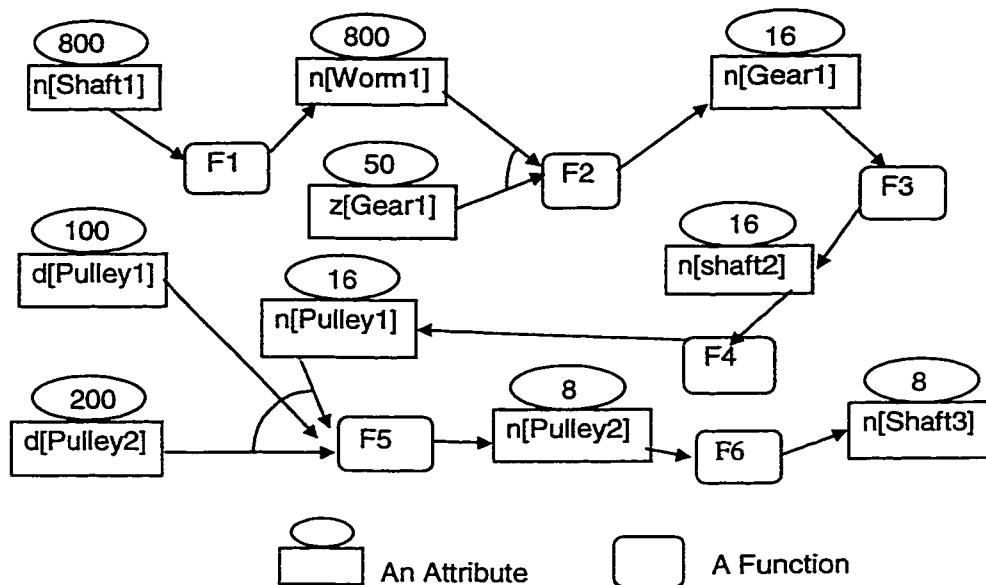 800
n[Shaft1]
800
n[Worm1]
16
n[Gear1]
F1
50
z[Gear1]
F2
F3
100
d[Pulley1]
16
n[Pulley1]
16
n[shaft2]
F4
200
d[Pulley2]
F5
8
n[Pulley2]
F6
8
n[Shaft3]
An Attribute
A Function